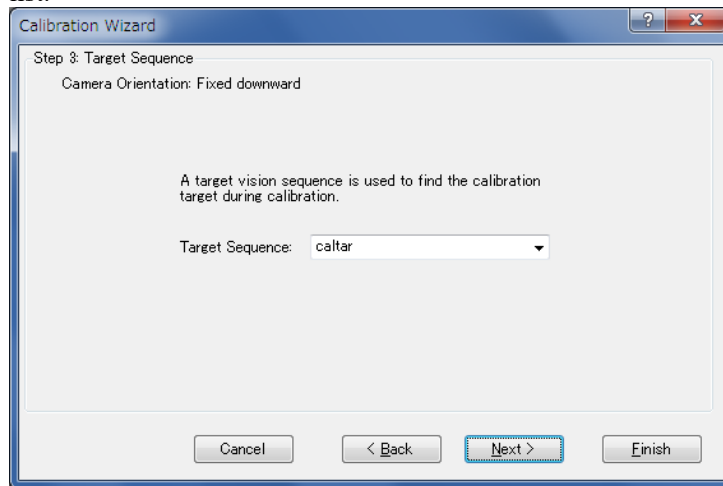 Calibration Wizard
?
X
Step 3: Target Sequence
Camera Orientation: Fixed downward
A target vision sequence is used to find the calibration
target during calibration.
Target Sequence: caltar
Cancel
< Back
Next >
Finish